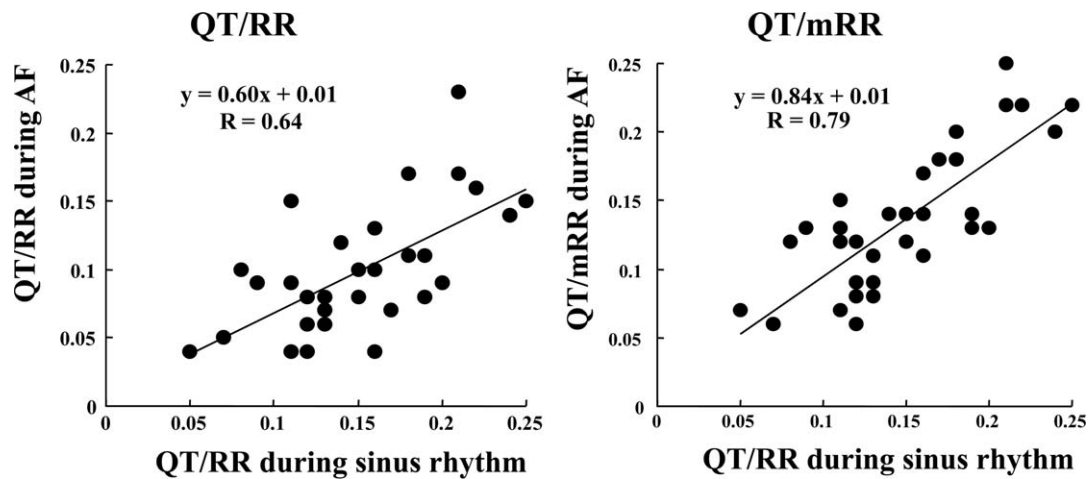 QT/RR
QT/RR during AF
0.25
0.2
0.15
0.1
0.05
0
y = 0.60x + 0.01
R = 0.64
0
0.05
0.1
0.15
0.2
0.25
QT/RR during sinus rhythm
QT/mRR
QT/mRR during AF
0.25
0.2
0.15
0.1
0.05
0
y = 0.84x + 0.01
R = 0.79
0
0.05
0.1
0.15
0.2
0.25
QT/RR during sinus rhythm